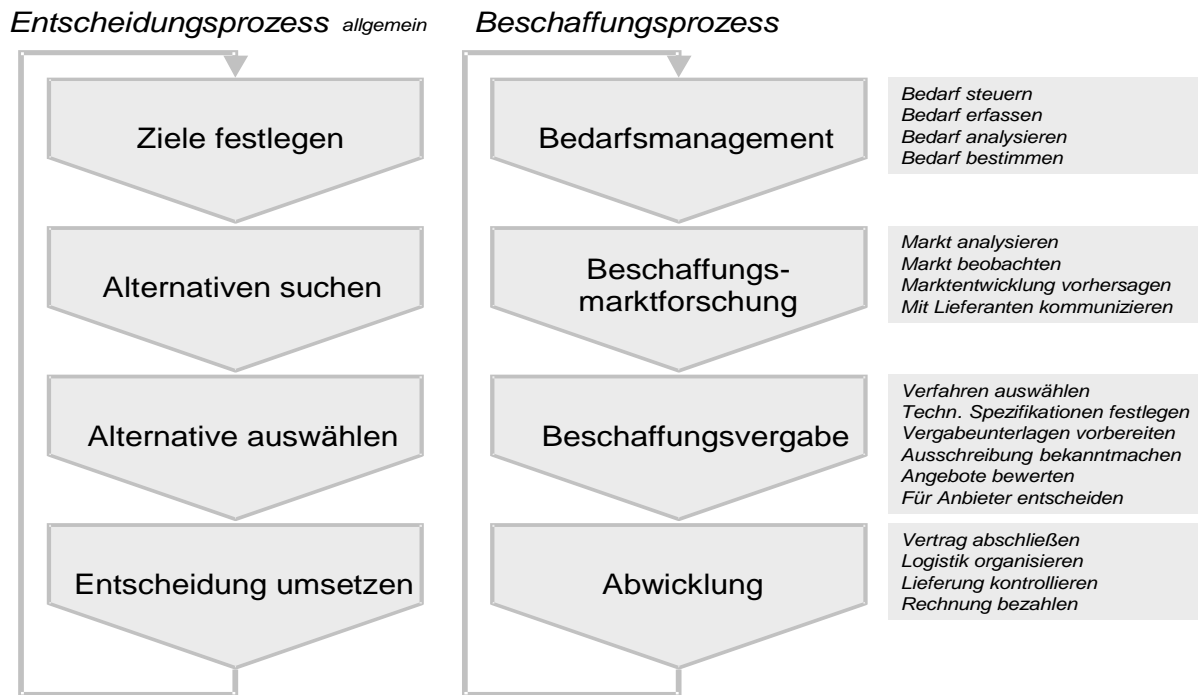 Entscheidungsprozess allgemein
Ziele festlegen
Alternativen suchen
Alternative auswählen
Entscheidung umsetzen
Beschaffungsprozess
Bedarfsmanagement
Bedarf steuern
Bedarf erfassen
Bedarf analysieren
Bedarf bestimmen
Beschaffungs-
marktforschung
Markt analysieren
Markt beobachten
Marktentwicklung vorhersagen
Mit Lieferanten kommunizieren
Beschaffungsvergabe
Verfahren auswählen
Techn. Spezifikationen festlegen
Vergabeunterlagen vorbereiten
Ausschreibung bekanntmachen
Angebote bewerten
Für Anbieter entscheiden
Abwicklung
Vertrag abschließen
Logistik organisieren
Lieferung kontrollieren
Rechnung bezahlen